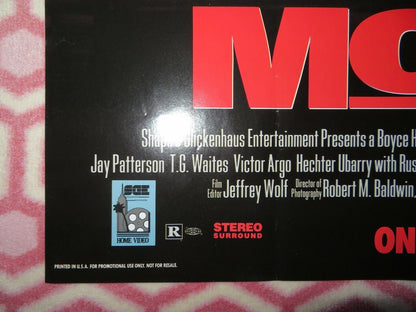 MO
Shapiro Glickenhaus Entertainment Presents a Boyce H
Jay Patterson T.G. Waites Victor Argo Hechter Ubarry with Rus
Film Editor Jeffrey Wolf Director of Photography Robert M. Baldwin,
SGE
HOME VIDEO
R
STEREO
SURROUND
ON
PRINTED IN U.S.A. FOR PROMOTIONAL USE ONLY. NOT FOR RESALE.